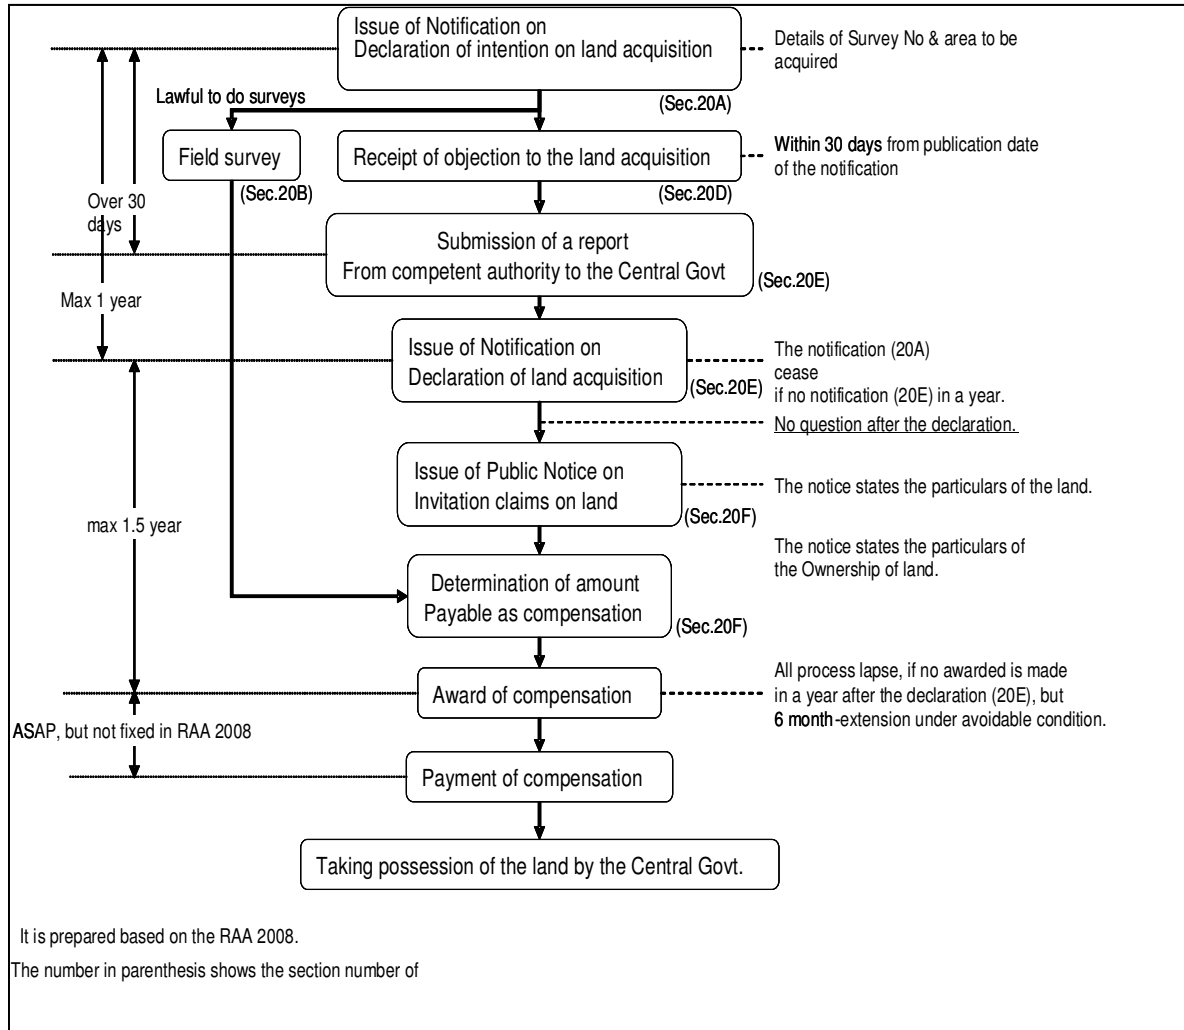 Issue of Notification on
Declaration of intention on land acquisition
Details of Survey No & area to be
acquired
(Sec.20A)
Lawful to do surveys
Field survey
(Sec.20B)
Receipt of objection to the land acquisition
(Sec.20D)
Within 30 days from publication date
of the notification
Over 30
days
Submission of a report
From competent authority to the Central Govt
(Sec.20E)
Max 1 year
Issue of Notification on
Declaration of land acquisition
(Sec.20E)
The notification (20A)
cease
if no notification (20E) in a year.
No question after the declaration.
Issue of Public Notice on
Invitation claims on land
(Sec.20F)
The notice states the particulars of the land.
max 1.5 year
The notice states the particulars of
the Ownership of land.
Determination of amount
Payable as compensation
(Sec.20F)
Award of compensation
All process lapse, if no awarded is made
in a year after the declaration (20E), but
6 month-extension under avoidable condition.
ASAP, but not fixed in RAA 2008
Payment of compensation
Taking possession of the land by the Central Govt.
It is prepared based on the RAA 2008.
The number in parenthesis shows the section number of